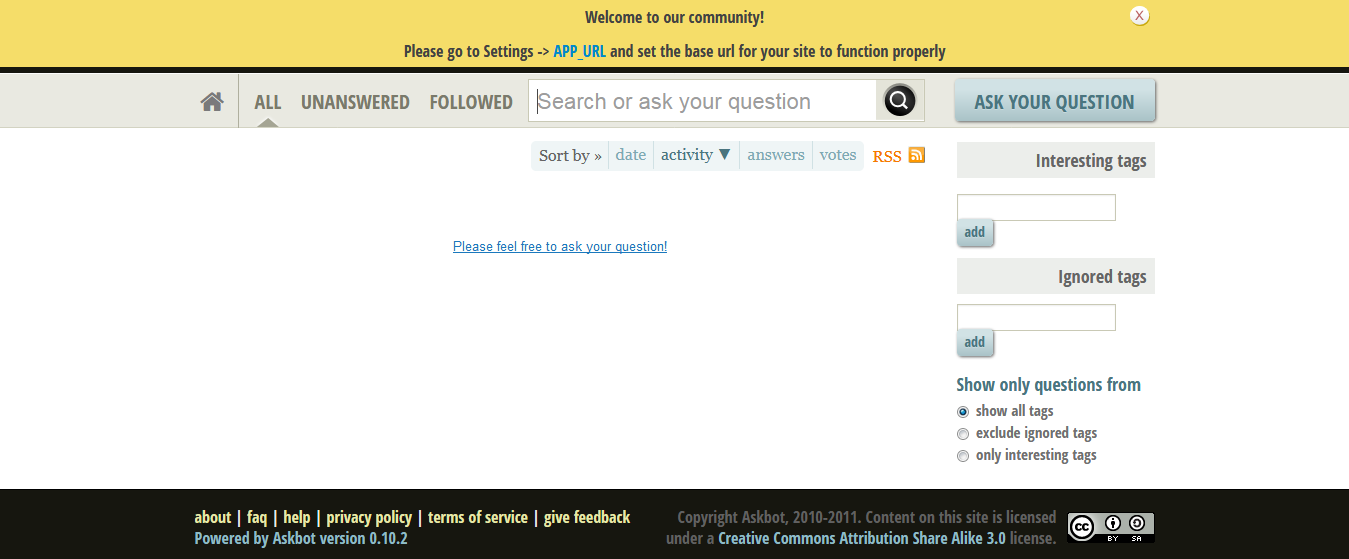 Welcome to our community!
X
Please go to Settings -> APP_URL and set the base url for your site to function properly
ALL UNANSWERED FOLLOWED Search or ask your question ASK YOUR QUESTION
Sort by » date activity ▼ answers votes RSS
Interesting tags
add
Please feel free to ask your question!
Ignored tags
add
Show only questions from
show all tags
exclude ignored tags
only interesting tags
about | faq | help | privacy policy | terms of service | give feedback
Powered by Askbot version 0.10.2
Copyright Askbot, 2010-2011. Content on this site is licensed
under a Creative Commons Attribution Share Alike 3.0 license.
cc BY SA